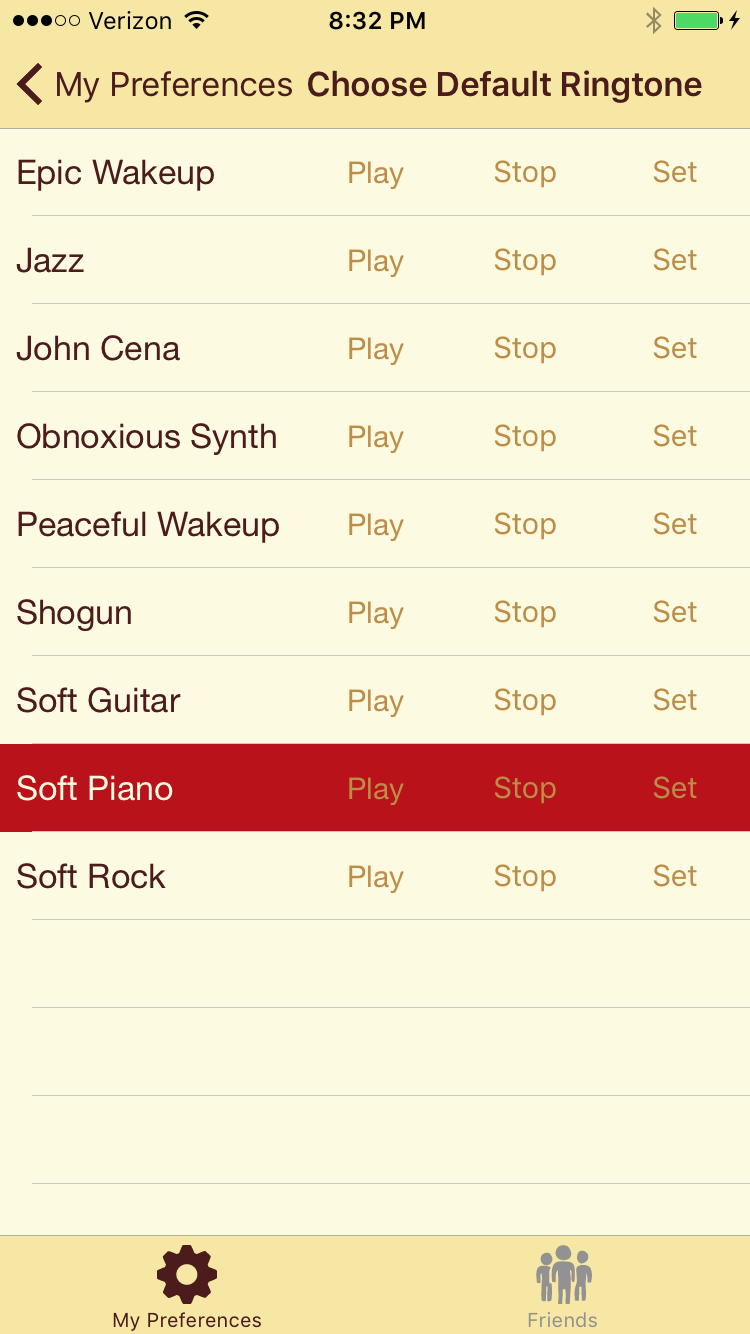 Verizon 8:32 PM
My Preferences Choose Default Ringtone
Epic Wakeup Play Stop Set
Jazz Play Stop Set
John Cena Play Stop Set
Obnoxious Synth Play Stop Set
Peaceful Wakeup Play Stop Set
Shogun Play Stop Set
Soft Guitar Play Stop Set
Soft Piano Play Stop Set
Soft Rock Play Stop Set
My Preferences Friends